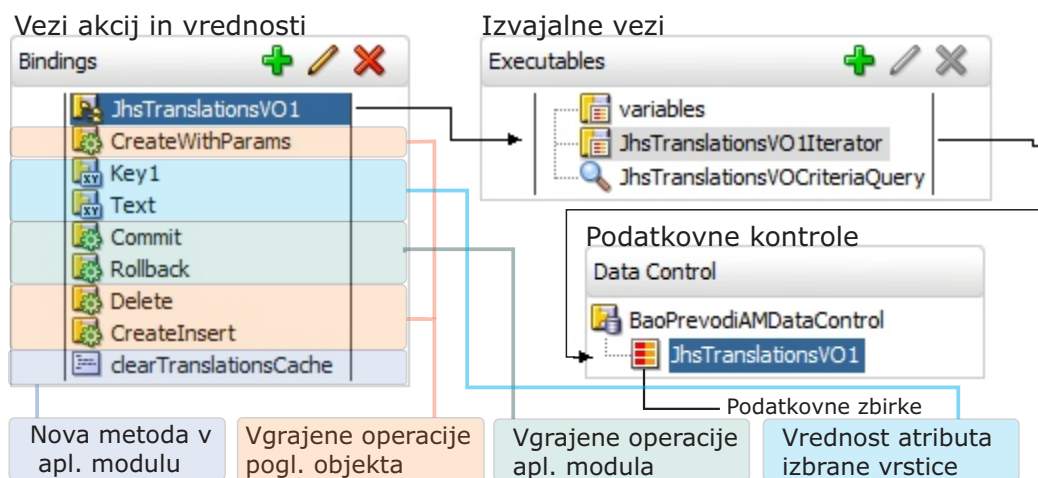 Vezi akcij in vrednosti
Bindings
JhsTranslationsVO1
CreateWithParams
Key1
Text
Commit
Rollback
Delete
CreateInsert
clearTranslationsCache
Izvajalne vezi
Executables
variables
JhsTranslationsVO1Iterator
JhsTranslationsVOCriteriaQuery
Podatkovne kontrole
Data Control
BaoPrevodiAMDataControl
JhsTranslationsVO1
Podatkovne zbirke
Nova metoda v
apl. modulu
Vgrajene operacije
pogl. objekta
Vgrajene operacije
apl. modula
Vrednost atributa
izbrane vrstice